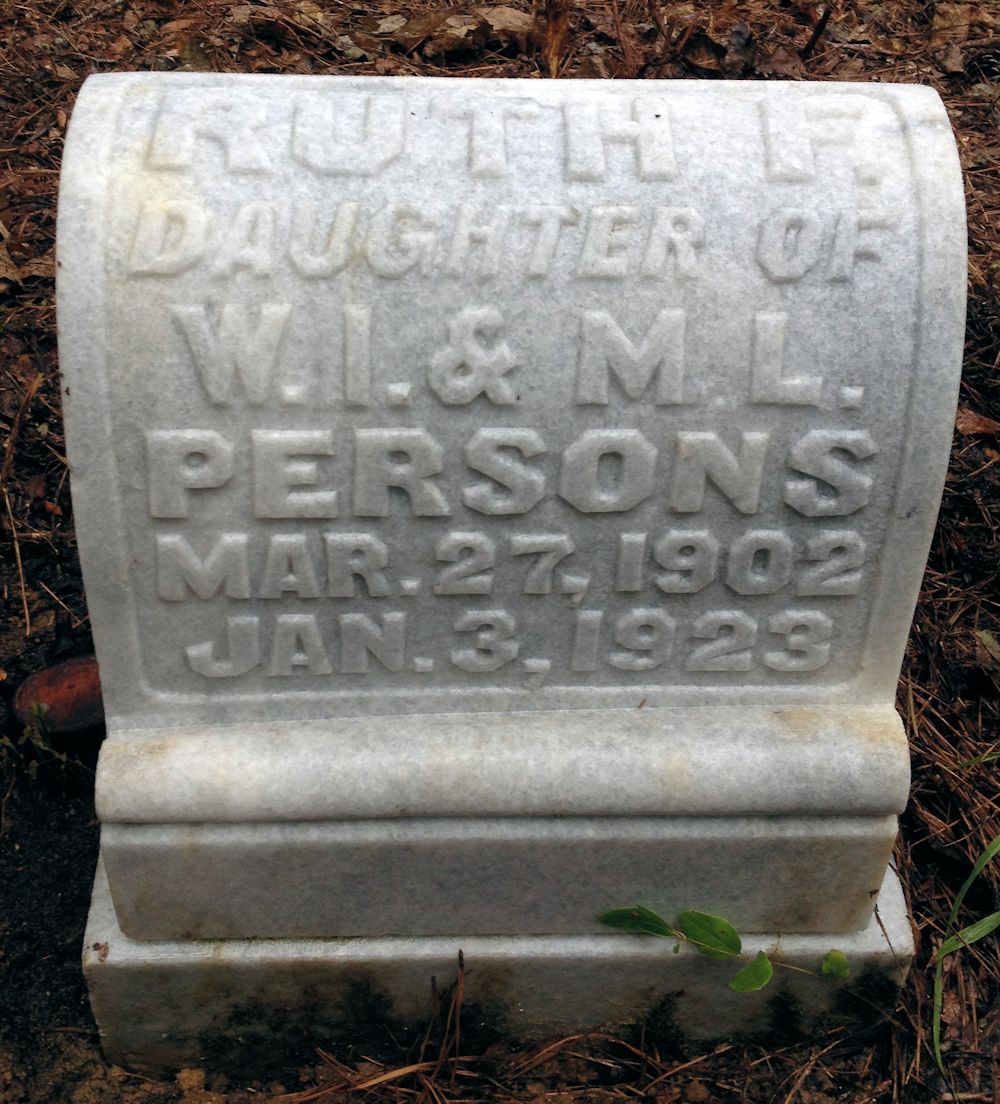 RUTH F.
DAUGHTER OF
W. I. & M. L.
PERSONS
MAR. 27, 1902
JAN. 3, 1923